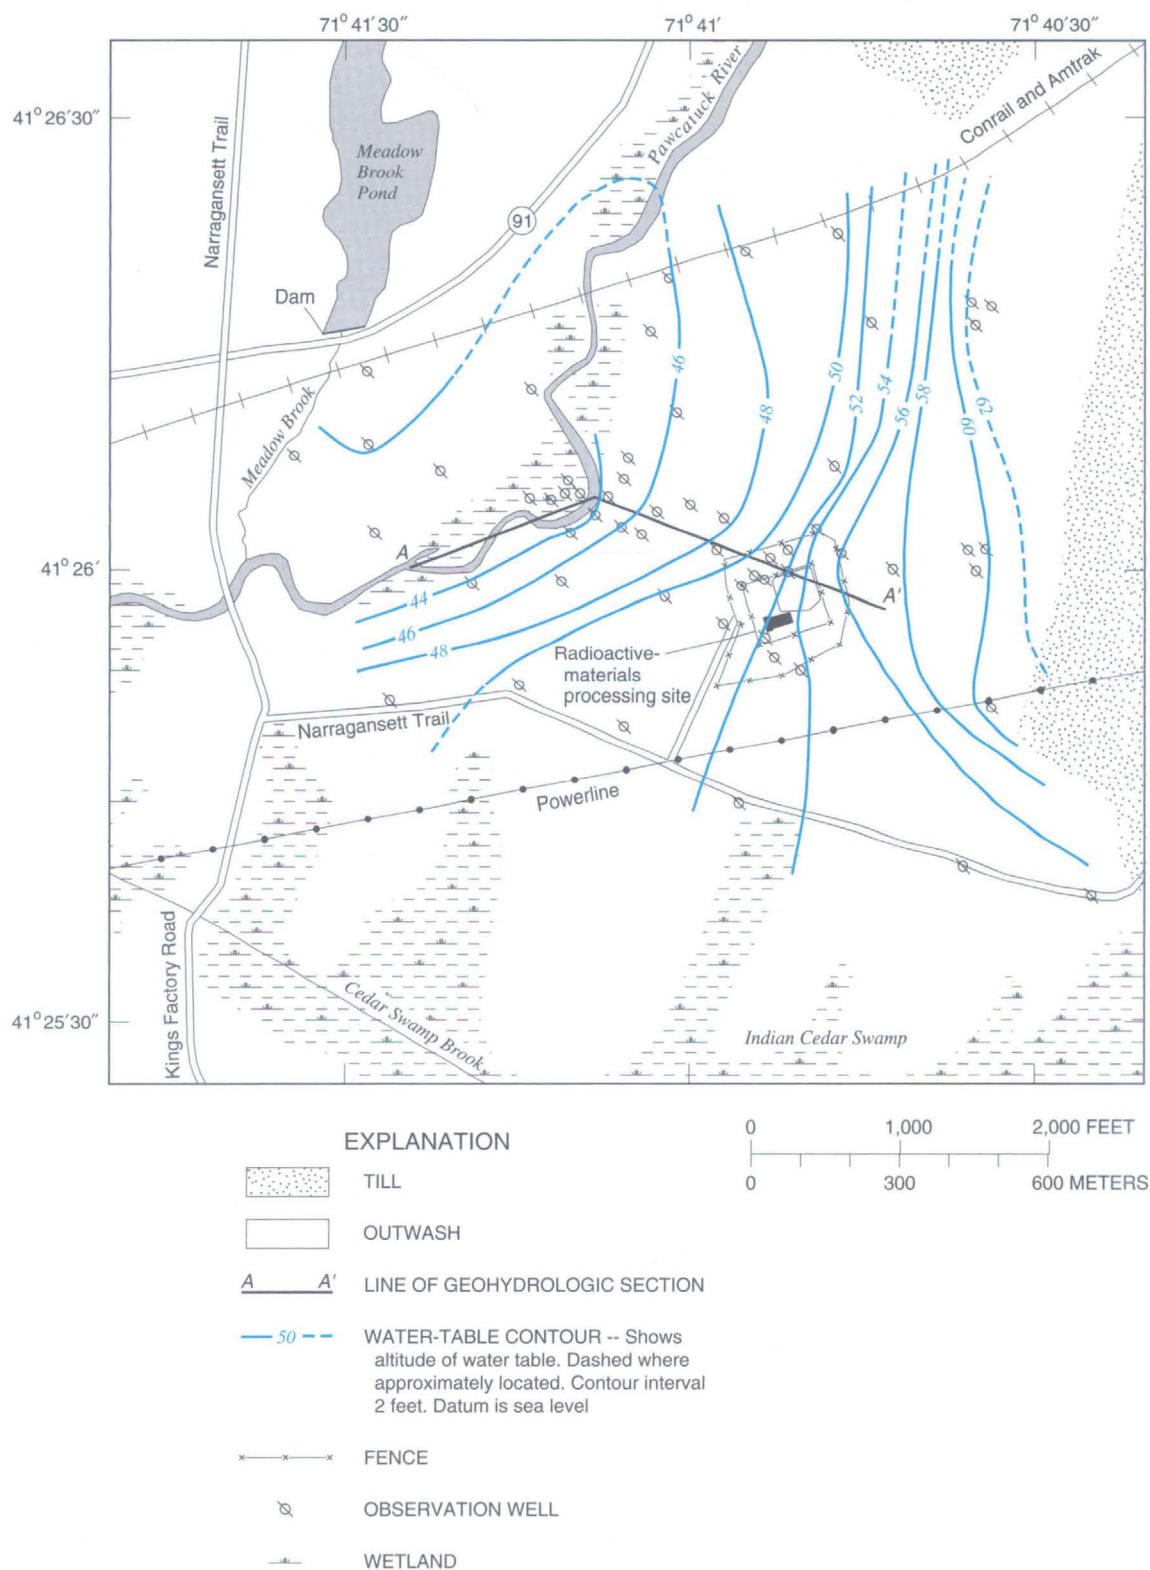 71° 41′ 30″
71° 41′
71° 40′ 30″
41° 26′ 30″
Narragansett Trail
Meadow
Brook
Pond
Pawcatuck River
Conrail and Amtrak
91
Dam
Meadow Brook
46
48
50
52
54
56
58
60
62
A
A'
41° 26′
44
46
48
Radioactive-
materials
processing site
Narragansett Trail
Powerline
Kings Factory Road
Cedar Swamp Brook
Indian Cedar Swamp
41° 25′ 30″
EXPLANATION
0 1,000 2,000 FEET
0 300 600 METERS
TILL
OUTWASH
A A' LINE OF GEOHYDROLOGIC SECTION
50 WATER-TABLE CONTOUR -- Shows
altitude of water table. Dashed where
approximately located. Contour interval
2 feet. Datum is sea level
FENCE
OBSERVATION WELL
WETLAND